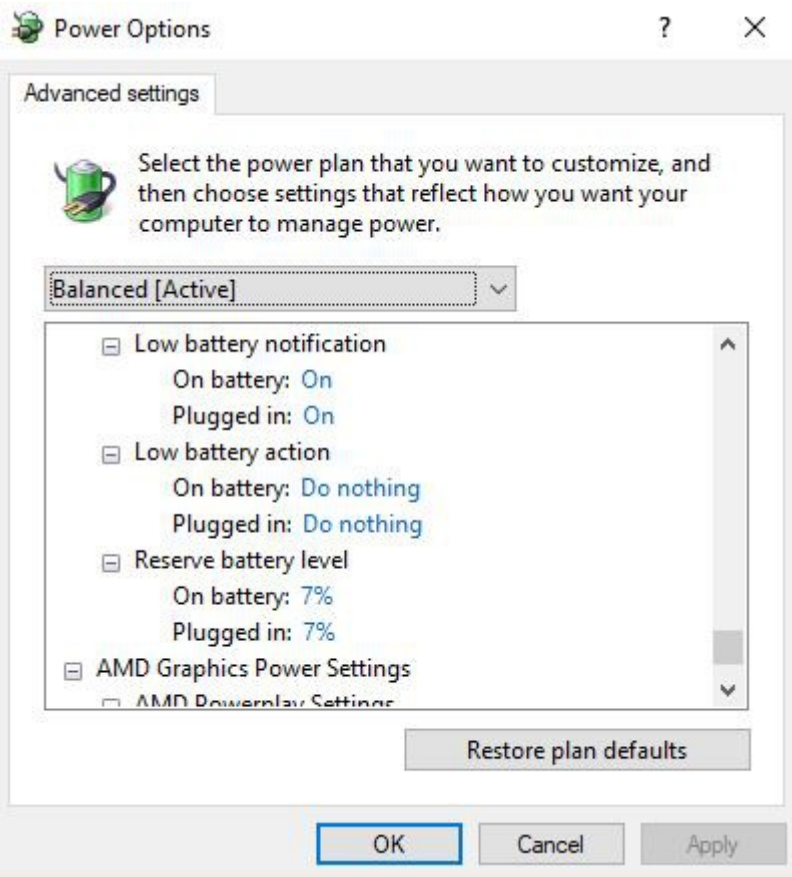 Power Options
?
Advanced settings
Select the power plan that you want to customize, and
then choose settings that reflect how you want your
computer to manage power.
Balanced [Active]
Low battery notification
On battery: On
Plugged in: On
Low battery action
On battery: Do nothing
Plugged in: Do nothing
Reserve battery level
On battery: 7%
Plugged in: 7%
AMD Graphics Power Settings
AMD Powerplay Settings
Restore plan defaults
OK Cancel Apply